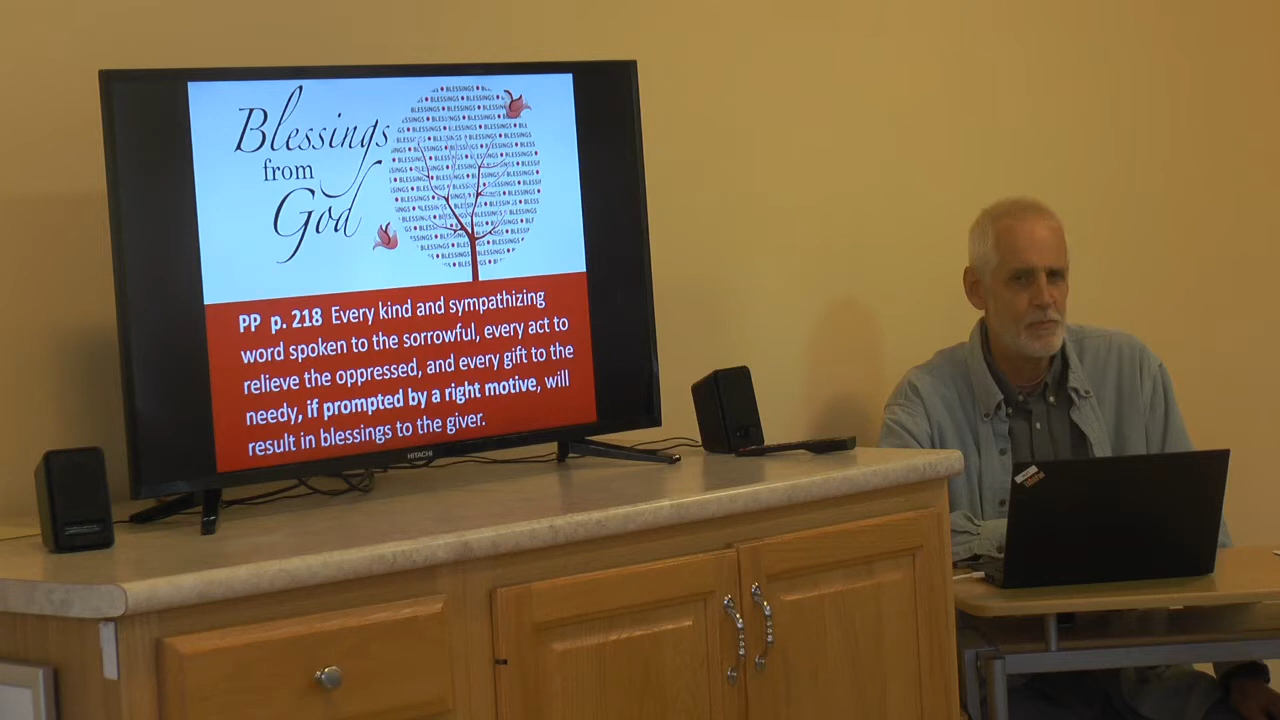 Blessings
from
God
PP p. 218 Every kind and sympathizing
word spoken to the sorrowful, every act to
relieve the oppressed, and every gift to the
needy, if prompted by a right motive, will
result in blessings to the giver.
HITACHI